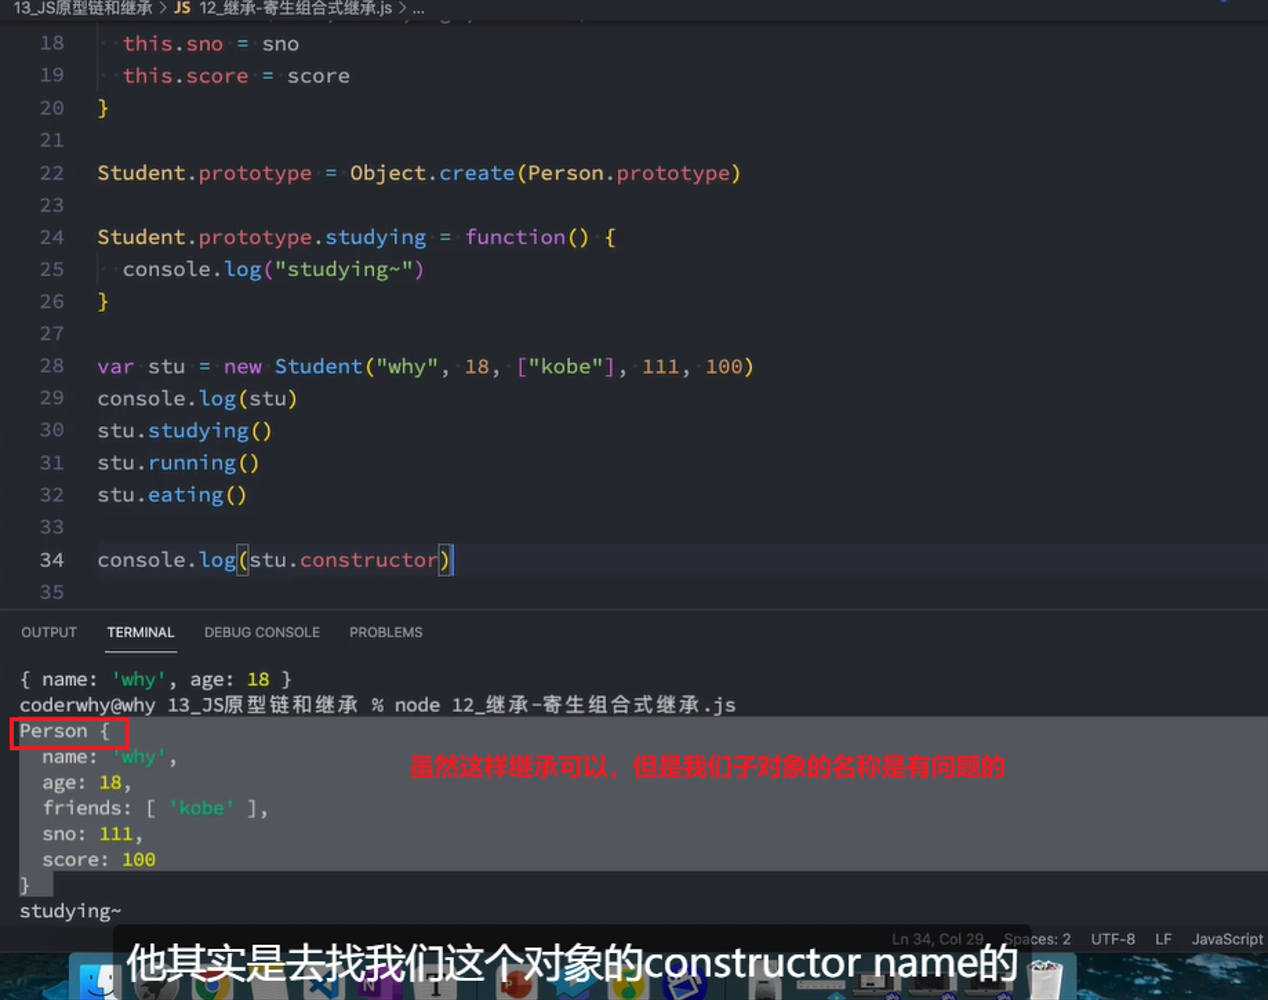 13_JS原型链和继承 > JS 12_继承-寄生组合式继承.js > ...
18 this.sno = sno
19 this.score = score
20 }
21
22 Student.prototype = Object.create(Person.prototype)
23
24 Student.prototype.studying = function() {
25 console.log("studying~")
26 }
27
28 var stu = new Student("why", 18, ["kobe"], 111, 100)
29 console.log(stu)
30 stu.studying()
31 stu.running()
32 stu.eating()
33
34 console.log(stu.constructor)
35
OUTPUT TERMINAL DEBUG CONSOLE PROBLEMS
{ name: 'why', age: 18 }
coderwhy@why 13_JS原型链和继承 % node 12_继承-寄生组合式继承.js
Person {
name: 'why',
虽然这样继承可以，但是我们子对象的名称是有问题的
age: 18,
friends: [ 'kobe' ],
sno: 111,
score: 100
}
studying~
Ln 34, Col 29 Spaces: 2 UTF-8 LF JavaScript
他其实是去找我们这个对象的constructor name的